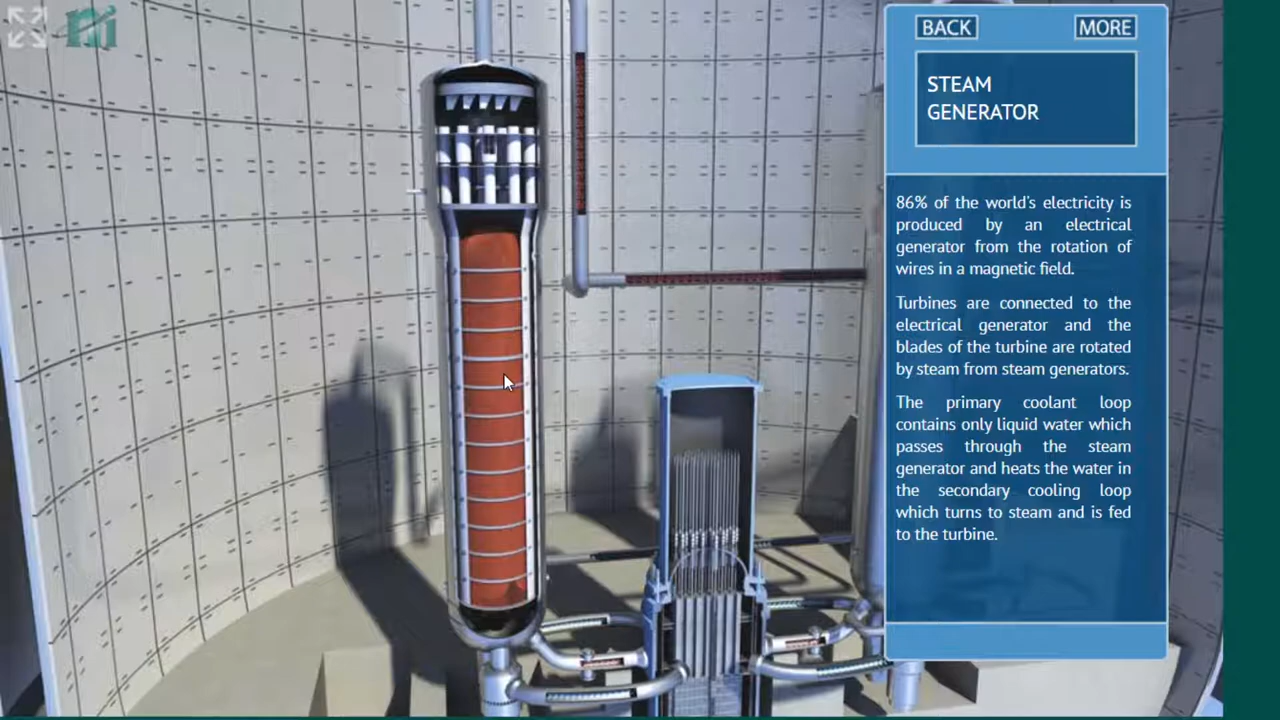 BACK
MORE
STEAM
GENERATOR
86% of the world's electricity is
produced by an electrical
generator from the rotation of
wires in a magnetic field.
Turbines are connected to the
electrical generator and the
blades of the turbine are rotated
by steam from steam generators.
The primary coolant loop
contains only liquid water which
passes through the steam
generator and heats the water in
the secondary cooling loop
which turns to steam and is fed
to the turbine.